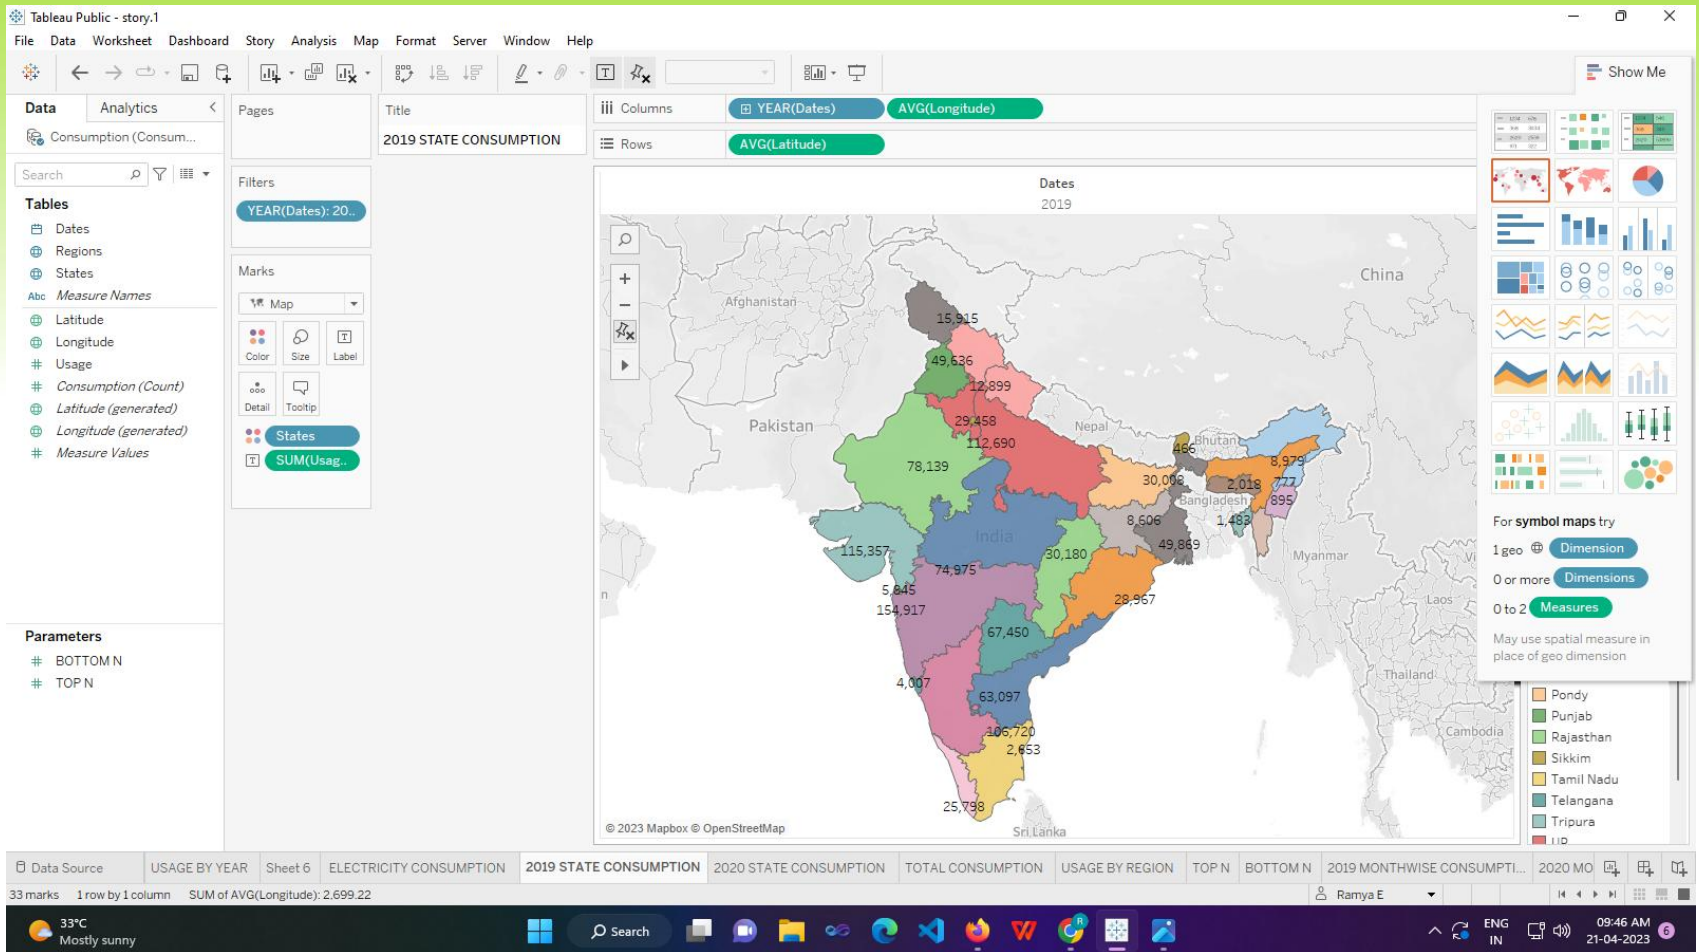 Tableau Public - story.1
File Data Worksheet Dashboard Story Analysis Map Format Server Window Help
Show Me
Data Analytics
Consumption (Consum...
Search
Tables
Dates
Regions
States
Abc Measure Names
Latitude
Longitude
# Usage
# Consumption (Count)
Latitude (generated)
Longitude (generated)
# Measure Values
Parameters
# BOTTOM N
# TOP N
Pages
Filters
YEAR(Dates): 20..
Marks
Map
Color Size Label
Detail Tooltip
States
SUM(Usag..
Title
2019 STATE CONSUMPTION
Columns YEAR(Dates) AVG(Longitude)
Rows AVG(Latitude)
Dates
2019
China
Afghanistan
15,915
49,636
12,899
Pakistan
29,458
Nepal
112,690
Bhutan
466
8,979
78,139
30,008
2,018
777
Bangladesh
895
8,606
1,483
India
49,869
115,357
30,180
Myanmar
74,975
5,845
28,967
Laos
154,917
67,450
4,007
Thailand
63,097
106,720
Cambodia
2,653
25,798
Sri Lanka
© 2023 Mapbox © OpenStreetMap
For symbol maps try
1 geo Dimension
0 or more Dimensions
0 to 2 Measures
May use spatial measure in
place of geo dimension
Pondy
Punjab
Rajasthan
Sikkim
Tamil Nadu
Telangana
Tripura
UP
Data Source USAGE BY YEAR Sheet 6 ELECTRICITY CONSUMPTION 2019 STATE CONSUMPTION 2020 STATE CONSUMPTION TOTAL CONSUMPTION USAGE BY REGION TOP N BOTTOM N 2019 MONTHWISE CONSUMPTI... 2020 MO
33 marks 1 row by 1 column SUM of AVG(Longitude): 2,699.22
Ramya E
33°C
Mostly sunny
Search
ENG
IN
09:46 AM
21-04-2023
6